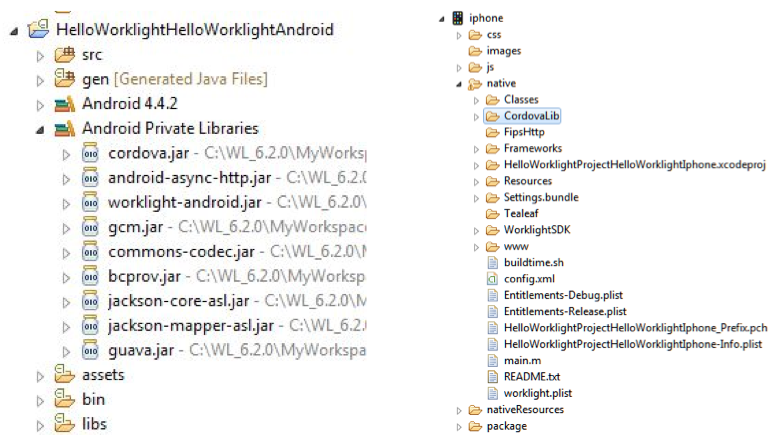 HelloWorklightHelloWorklightAndroid
src
gen [Generated Java Files]
Android 4.4.2
Android Private Libraries
cordova.jar - C:\WL_6.2.0\MyWorksp
android-async-http.jar - C:\WL_6.2.0
worklight-android.jar - C:\WL_6.2.0\
gcm.jar - C:\WL_6.2.0\MyWorkspace
commons-codec.jar - C:\WL_6.2.0\M
bcprov.jar - C:\WL_6.2.0\MyWorksp
jackson-core-asl.jar - C:\WL_6.2.0\M
jackson-mapper-asl.jar - C:\WL_6.2.
guava.jar - C:\WL_6.2.0\MyWorkspa
assets
bin
libs
iphone
css
images
js
native
Classes
CordovaLib
FipsHttp
Frameworks
HelloWorklightProjectHelloWorklightIphone.xcodeproj
Resources
Settings.bundle
Tealeaf
WorklightSDK
www
buildtime.sh
config.xml
Entitlements-Debug.plist
Entitlements-Release.plist
HelloWorklightProjectHelloWorklightIphone_Prefix.pch
HelloWorklightProjectHelloWorklightIphone-Info.plist
main.m
README.txt
worklight.plist
nativeResources
package